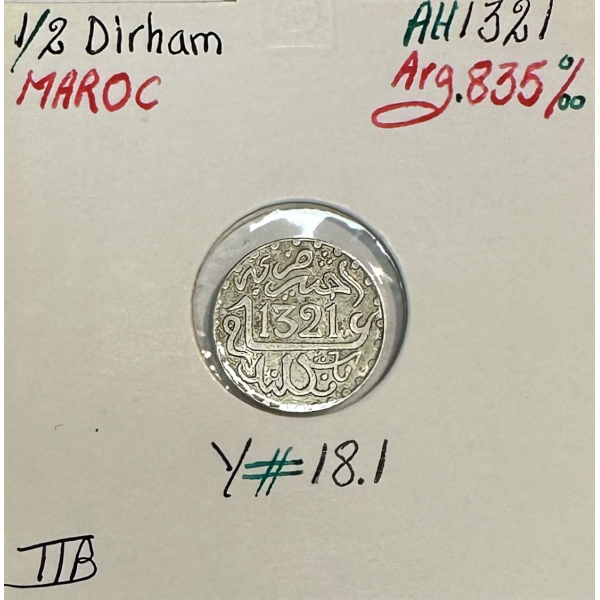 1/2 Dirham
MAROC
AH1321
Arg.835‰
1321
Y#18.1
TTB